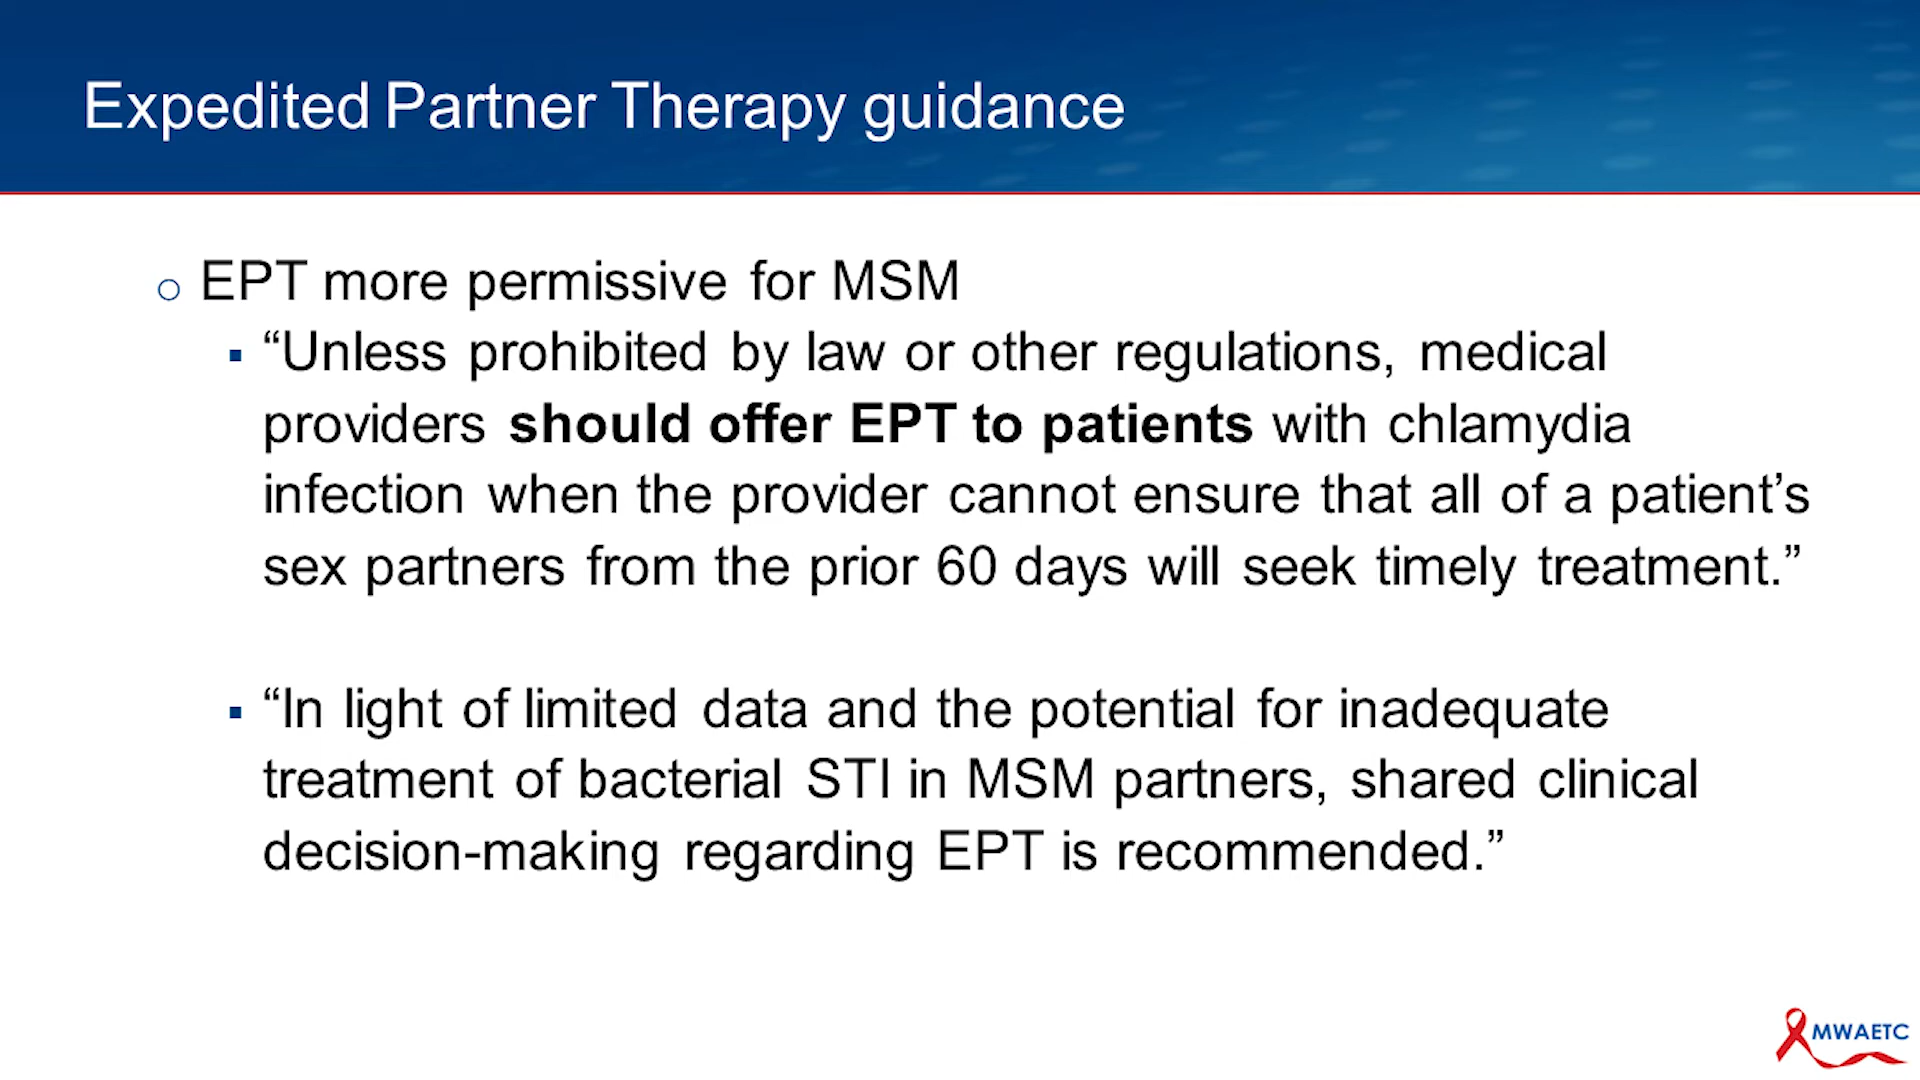 Expedited Partner Therapy guidance
o EPT more permissive for MSM
▪ “Unless prohibited by law or other regulations, medical
providers should offer EPT to patients with chlamydia
infection when the provider cannot ensure that all of a patient’s
sex partners from the prior 60 days will seek timely treatment.”
▪ “In light of limited data and the potential for inadequate
treatment of bacterial STI in MSM partners, shared clinical
decision-making regarding EPT is recommended.”
MWAETC